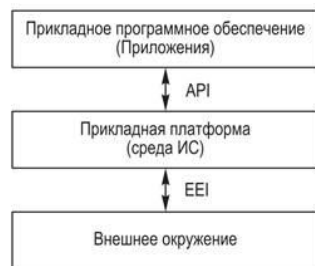 Прикладное программное обеспечение
(Приложения)
API
Прикладная платформа
(среда ИС)
EEI
Внешнее окружение